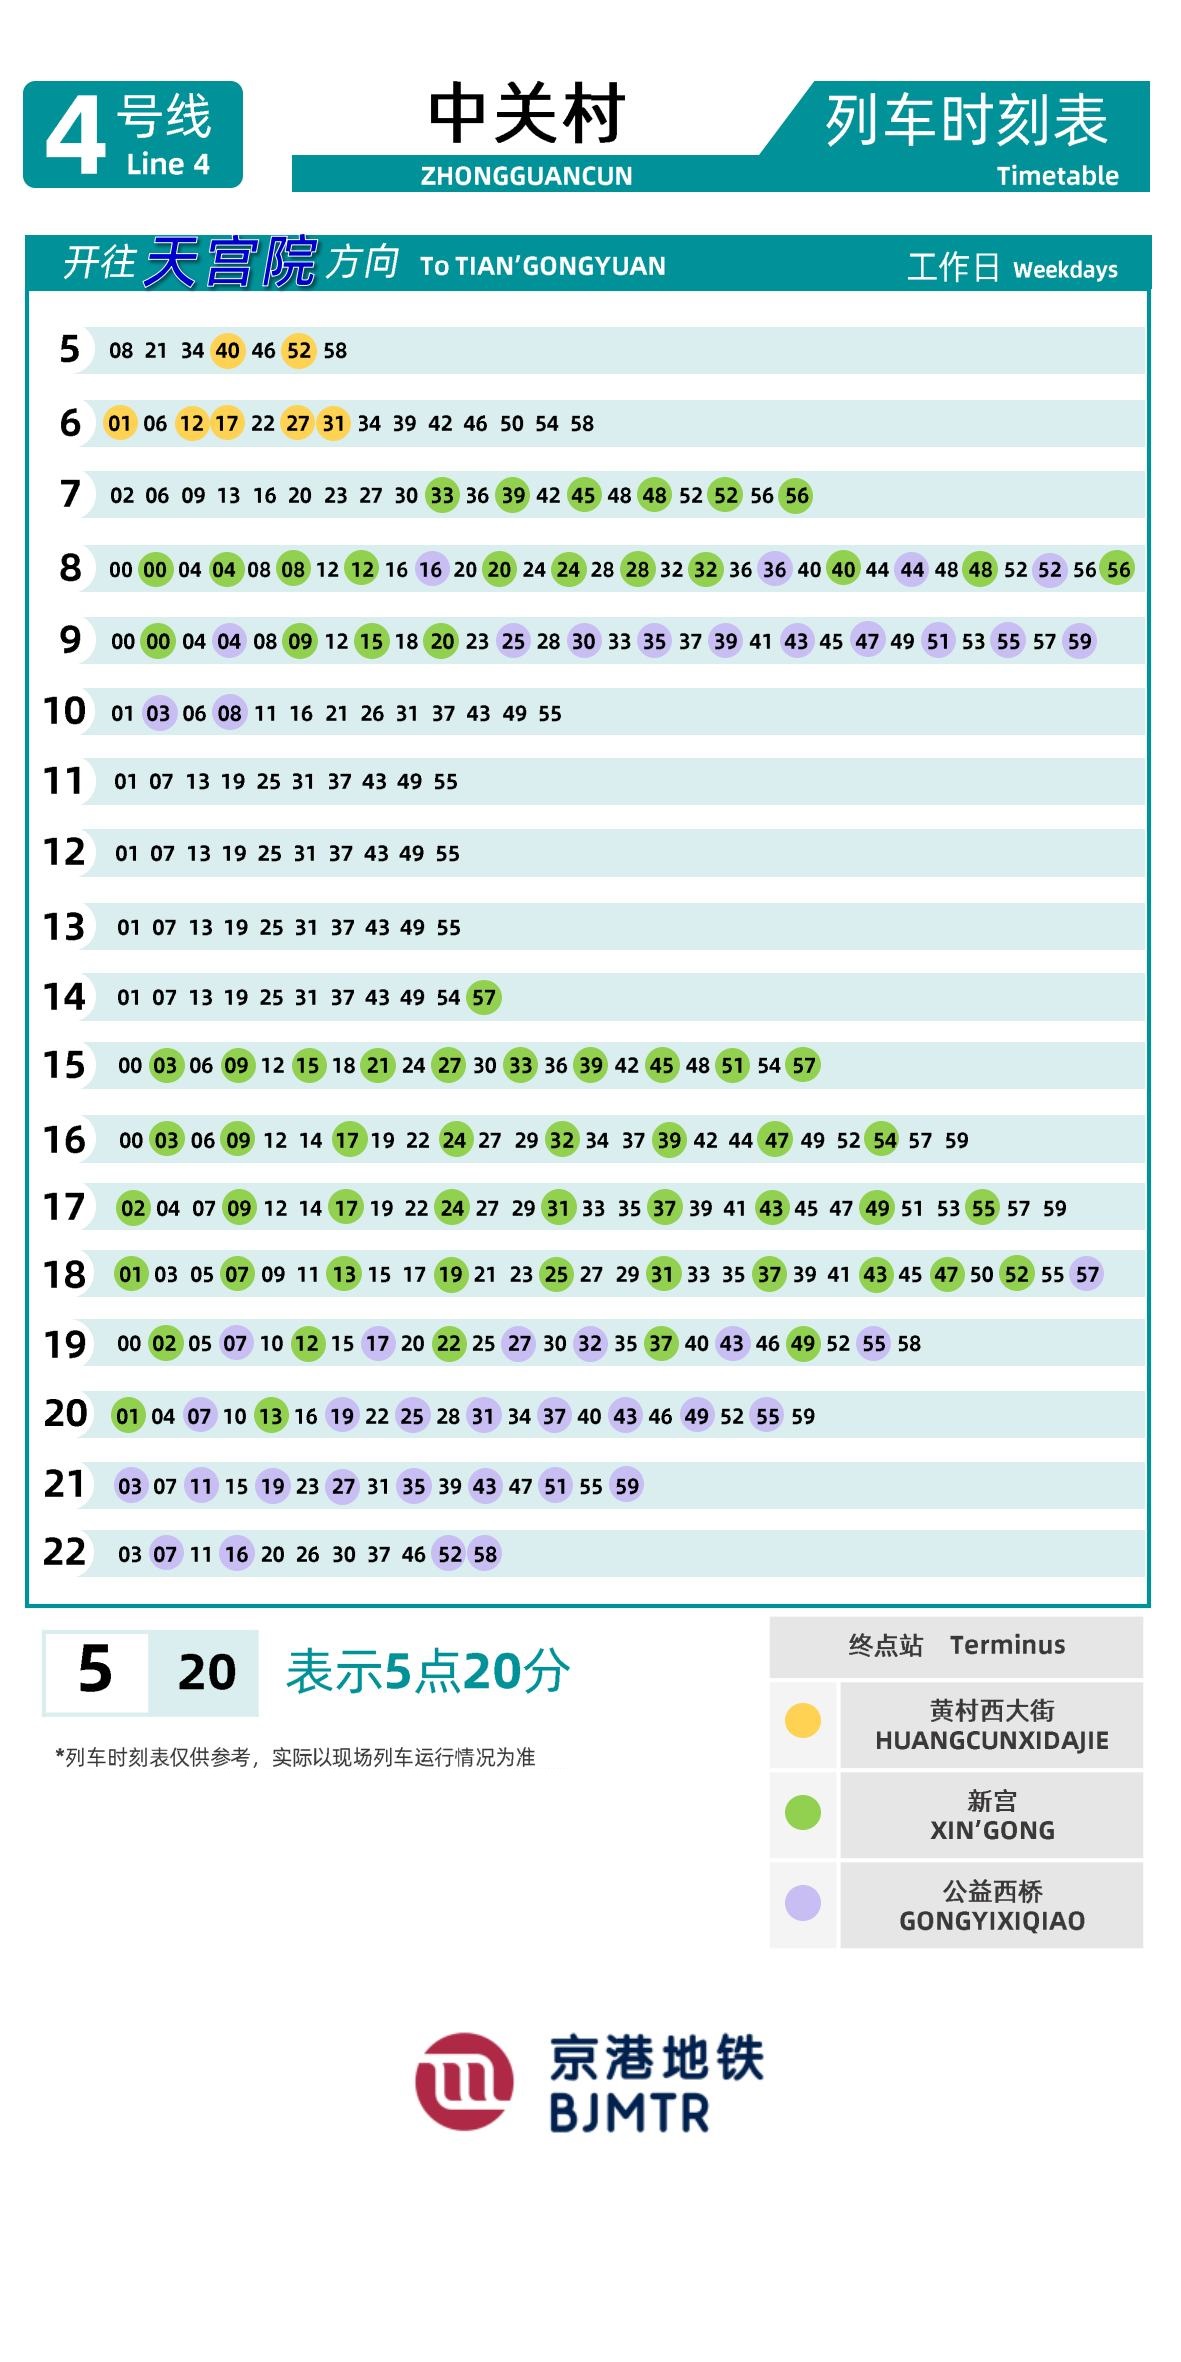 4 号线
Line 4
中关村
ZHONGGUANCUN
列车时刻表
Timetable
开往 天宫院 方向 To TIAN’GONGYUAN 工作日 Weekdays
5 08 21 34 40 46 52 58
6 01 06 12 17 22 27 31 34 39 42 46 50 54 58
7 02 06 09 13 16 20 23 27 30 33 36 39 42 45 48 48 52 52 56 56
8 00 00 04 04 08 08 12 12 16 16 20 20 24 24 28 28 32 32 36 36 40 40 44 44 48 48 52 52 56 56
9 00 00 04 04 08 09 12 15 18 20 23 25 28 30 33 35 37 39 41 43 45 47 49 51 53 55 57 59
10 01 03 06 08 11 16 21 26 31 37 43 49 55
11 01 07 13 19 25 31 37 43 49 55
12 01 07 13 19 25 31 37 43 49 55
13 01 07 13 19 25 31 37 43 49 55
14 01 07 13 19 25 31 37 43 49 54 57
15 00 03 06 09 12 15 18 21 24 27 30 33 36 39 42 45 48 51 54 57
16 00 03 06 09 12 14 17 19 22 24 27 29 32 34 37 39 42 44 47 49 52 54 57 59
17 02 04 07 09 12 14 17 19 22 24 27 29 31 33 35 37 39 41 43 45 47 49 51 53 55 57 59
18 01 03 05 07 09 11 13 15 17 19 21 23 25 27 29 31 33 35 37 39 41 43 45 47 50 52 55 57
19 00 02 05 07 10 12 15 17 20 22 25 27 30 32 35 37 40 43 46 49 52 55 58
20 01 04 07 10 13 16 19 22 25 28 31 34 37 40 43 46 49 52 55 59
21 03 07 11 15 19 23 27 31 35 39 43 47 51 55 59
22 03 07 11 16 20 26 30 37 46 52 58
5 20 表示5点20分
*列车时刻表仅供参考，实际以现场列车运行情况为准
终点站 Terminus
黄村西大街
HUANGCUNXIDAJIE
新宫
XIN’GONG
公益西桥
GONGYIXIQIAO
京港地铁
BJMTR